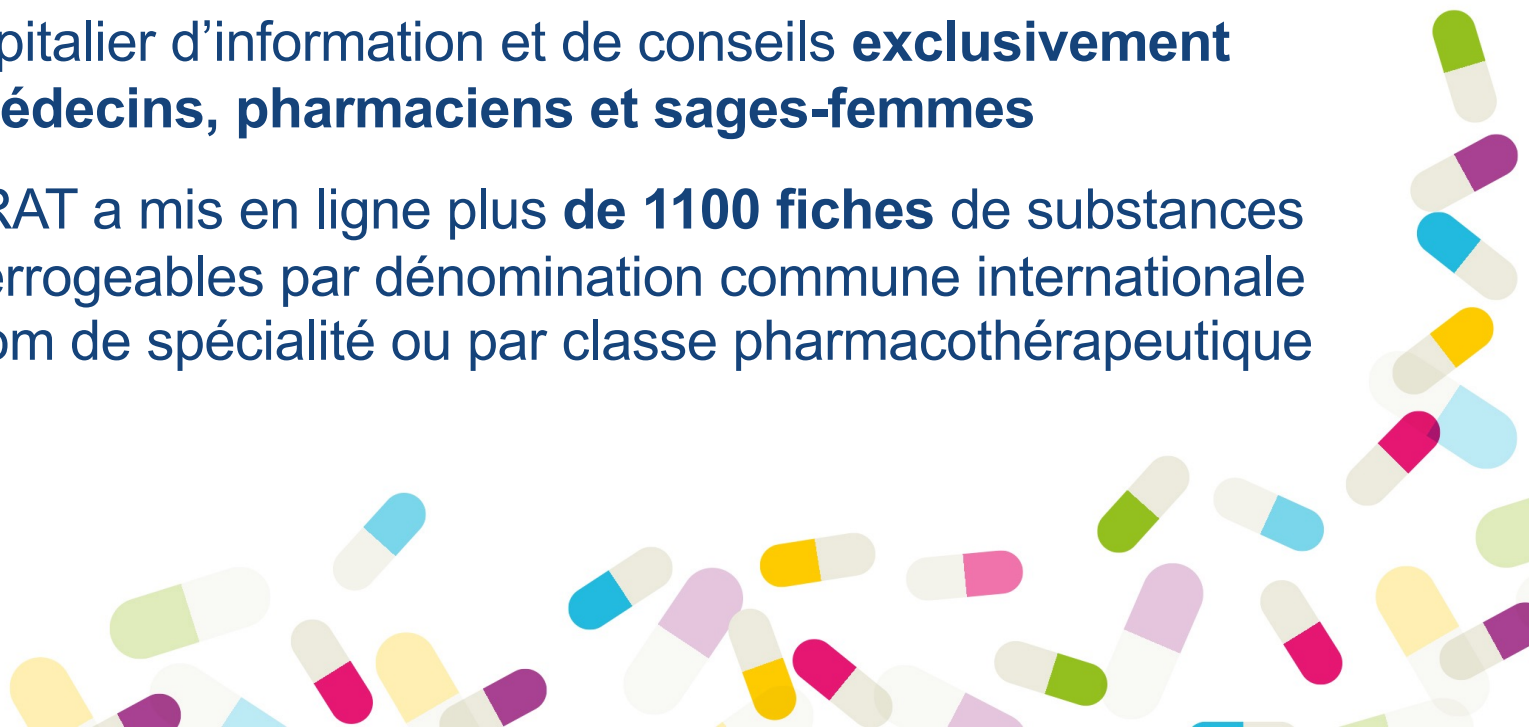 pitalier d’information et de conseils exclusivement
édecins, pharmaciens et sages-femmes
RAT a mis en ligne plus de 1100 fiches de substances
errogeables par dénomination commune internationale
om de spécialité ou par classe pharmacothérapeutique